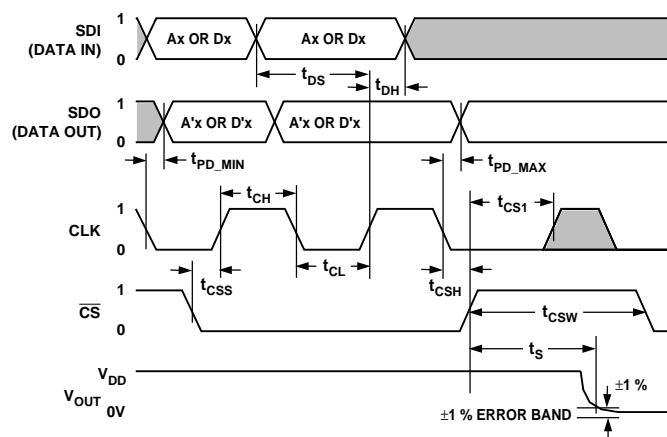 SDI
(DATA IN)
1
0
Ax OR Dx
Ax OR Dx
tDS
tDH
SDO
(DATA OUT)
1
0
A'x OR D'x
A'x OR D'x
tPD_MIN
tPD_MAX
tCH
tCS1
CLK
1
0
tCL
tCSS
tCSH
CS
1
0
tCSW
tS
VDD
VOUT
0V
±1 %
±1 % ERROR BAND